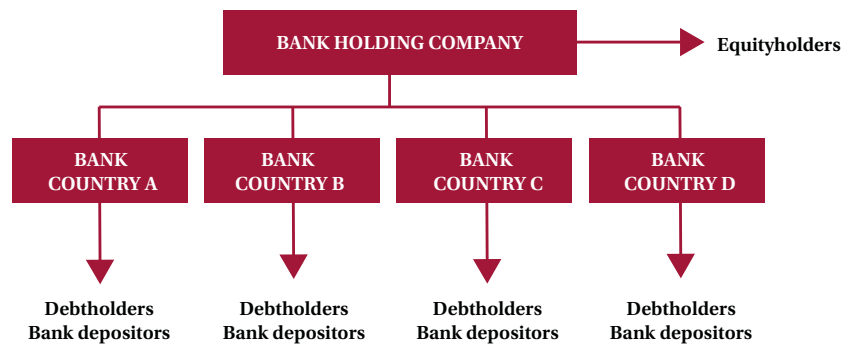 BANK HOLDING COMPANY
Equityholders
BANK
COUNTRY A
BANK
COUNTRY B
BANK
COUNTRY C
BANK
COUNTRY D
Debtholders
Bank depositors
Debtholders
Bank depositors
Debtholders
Bank depositors
Debtholders
Bank depositors